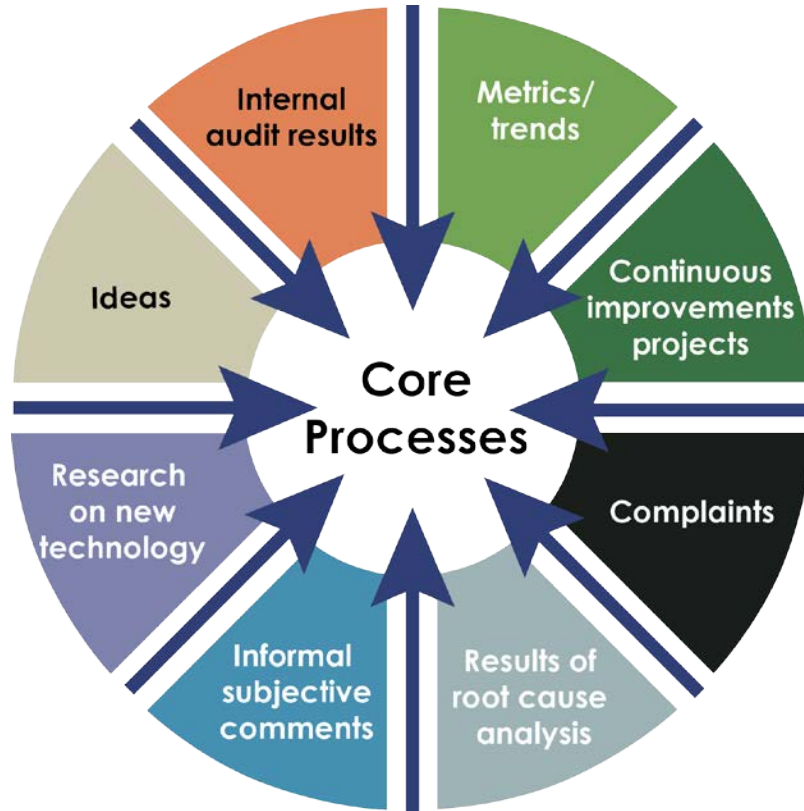 Internal
audit results
Metrics/
trends
Continuous
improvements
projects
Complaints
Results of
root cause
analysis
Informal
subjective
comments
Research
on new
technology
Ideas
Core
Processes